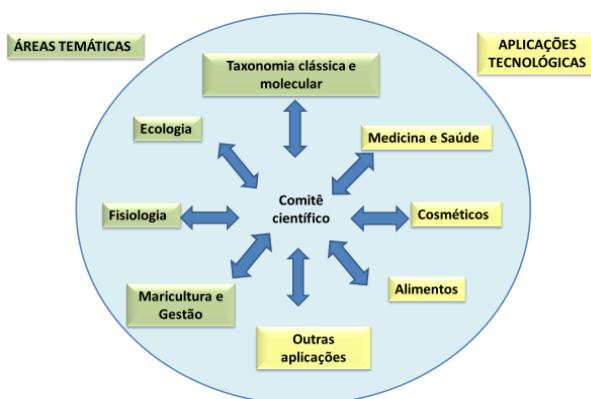 ÁREAS TEMÁTICAS
APLICAÇÕES
TECNOLÓGICAS
Taxonomia clássica e
molecular
Ecologia
Medicina e Saúde
Comitê
científico
Fisiologia
Cosméticos
Maricultura e
Gestão
Alimentos
Outras
aplicações